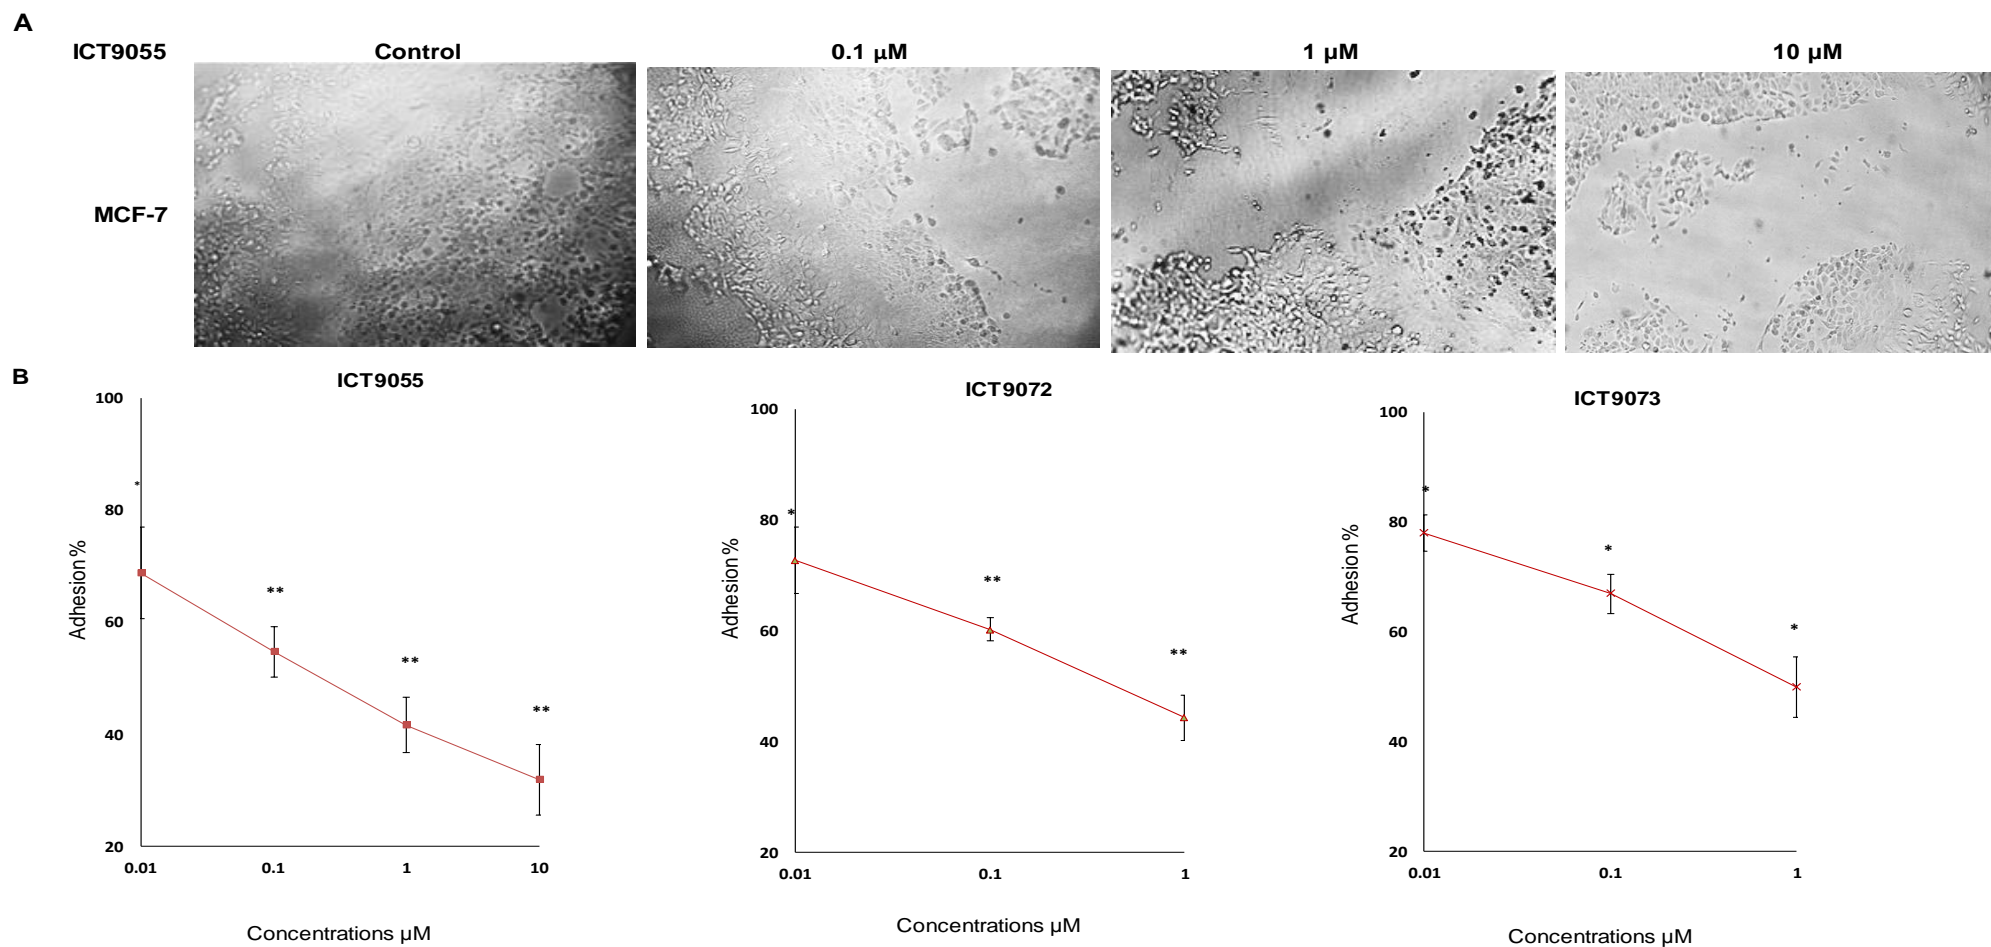 A
ICT9055 Control 0.1 µM 1 µM 10 µM
MCF-7
B
ICT9055
100
80
60
40
20
*
**
**
**
Adhesion %
0.01 0.1 1 10
Concentrations µM
ICT9072
100
80
60
40
20
*
**
**
Adhesion %
0.01 0.1 1
Concentrations µM
ICT9073
100
80
60
40
20
*
*
*
Adhesion %
0.01 0.1 1
Concentrations µM